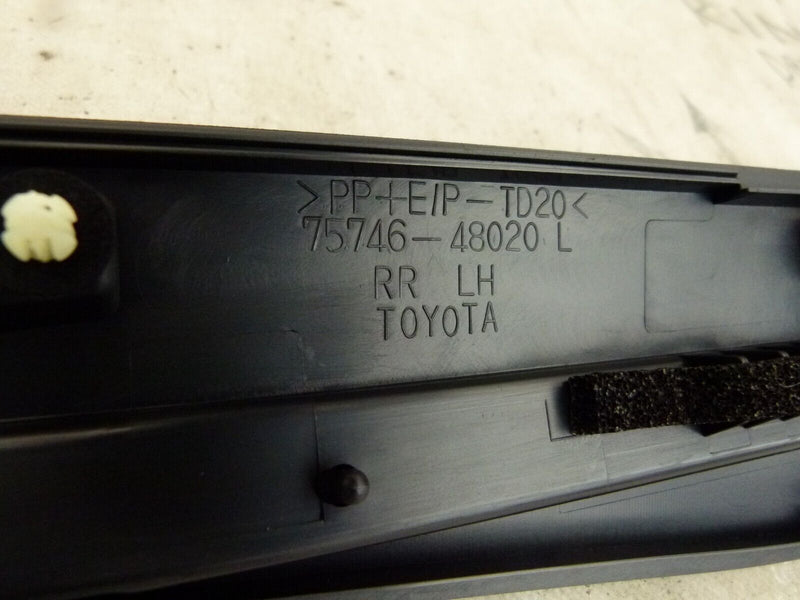 >PP+E/P-TD20<
75746-48020 L
RR LH
TOYOTA